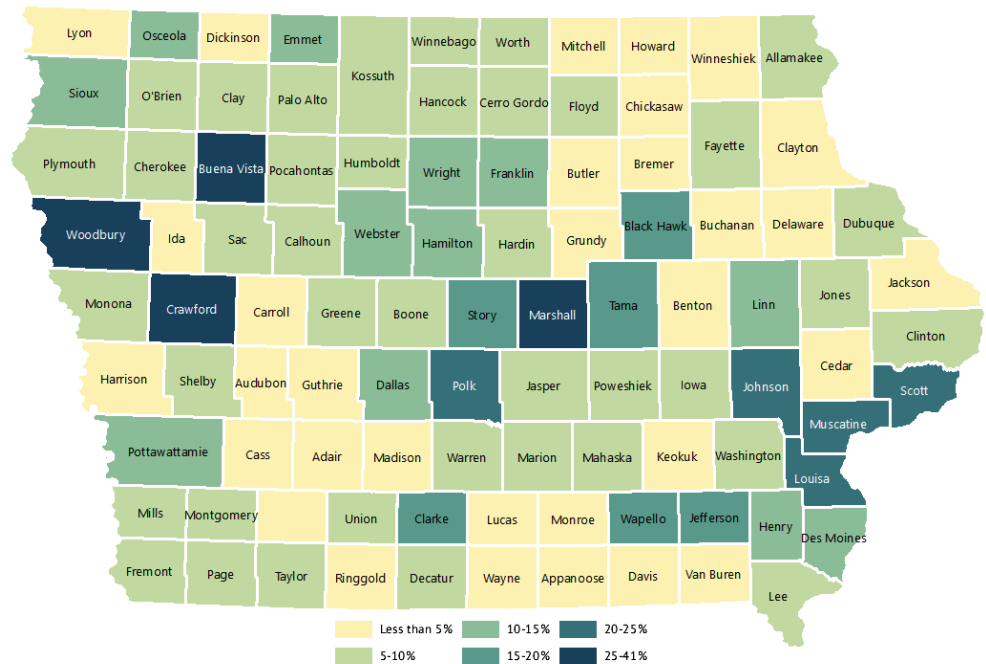 Lyon
Osceola
Dickinson
Emmet
Kossuth
Winnebago
Worth
Mitchell
Howard
Winneshiek
Allamakee
Sioux
O'Brien
Clay
Palo Alto
Hancock
Cerro Gordo
Floyd
Chickasaw
Plymouth
Cherokee
Buena Vista
Pocahontas
Humboldt
Wright
Franklin
Butler
Bremer
Fayette
Clayton
Woodbury
Ida
Sac
Calhoun
Webster
Hamilton
Hardin
Grundy
Black Hawk
Buchanan
Delaware
Dubuque
Monona
Crawford
Carroll
Greene
Boone
Story
Marshall
Tama
Benton
Linn
Jones
Jackson
Clinton
Harrison
Shelby
Audubon
Guthrie
Dallas
Polk
Jasper
Poweshiek
Iowa
Johnson
Cedar
Scott
Muscatine
Pottawattamie
Cass
Adair
Madison
Warren
Marion
Mahaska
Keokuk
Washington
Louisa
Mills
Montgomery
Union
Clarke
Lucas
Monroe
Wapello
Jefferson
Henry
Des Moines
Fremont
Page
Taylor
Ringgold
Decatur
Wayne
Appanoose
Davis
Van Buren
Lee
Less than 5%
10-15%
20-25%
5-10%
15-20%
25-41%